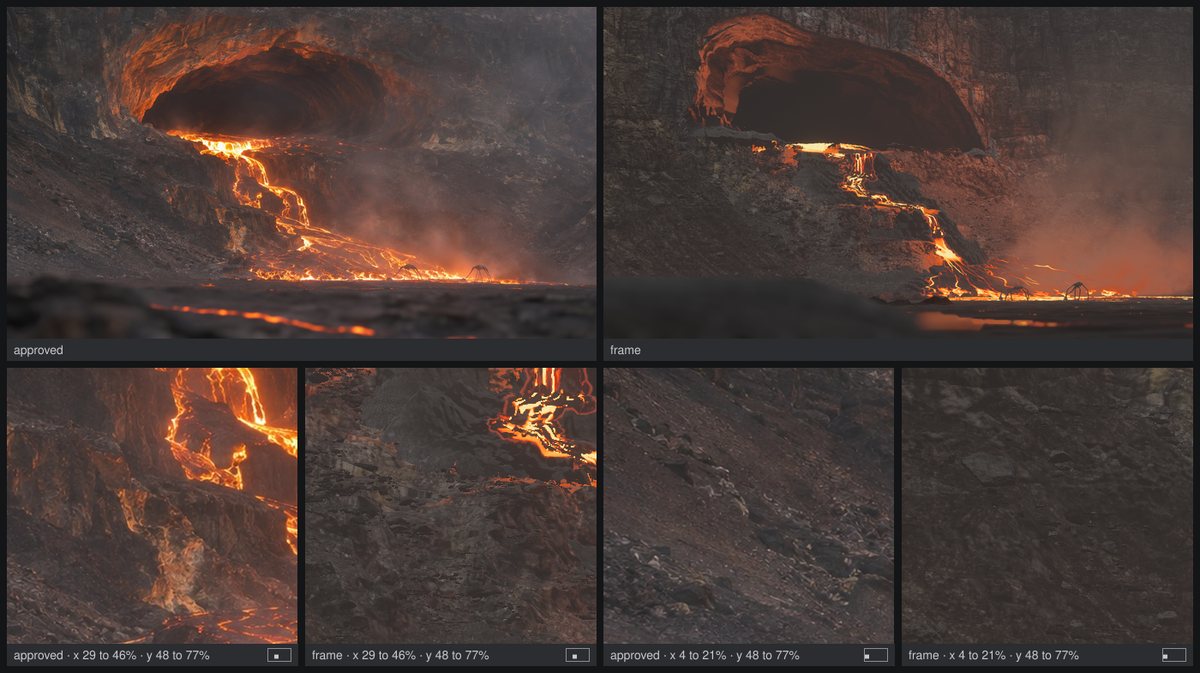 approved
frame
approved · x 29 to 46% · y 48 to 77%
frame · x 29 to 46% · y 48 to 77%
approved · x 4 to 21% · y 48 to 77%
frame · x 4 to 21% · y 48 to 77%